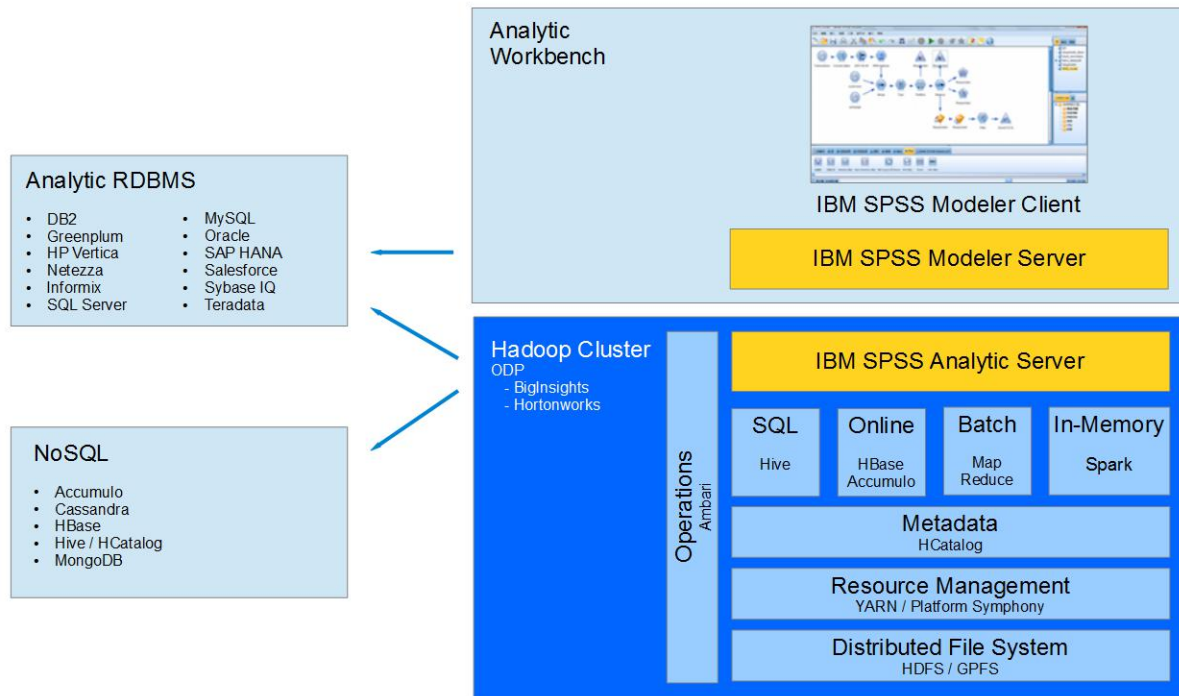 Analytic
Workbench
IBM SPSS Modeler Client
IBM SPSS Modeler Server
Analytic RDBMS
• DB2
• Greenplum
• HP Vertica
• Netezza
• Informix
• SQL Server
• MySQL
• Oracle
• SAP HANA
• Salesforce
• Sybase IQ
• Teradata
NoSQL
• Accumulo
• Cassandra
• HBase
• Hive / HCatalog
• MongoDB
Hadoop Cluster
ODP
- BigInsights
- Hortonworks
Operations
Ambari
IBM SPSS Analytic Server
SQL
Hive
Online
HBase
Accumulo
Batch
Map
Reduce
In-Memory
Spark
Metadata
HCatalog
Resource Management
YARN / Platform Symphony
Distributed File System
HDFS / GPFS